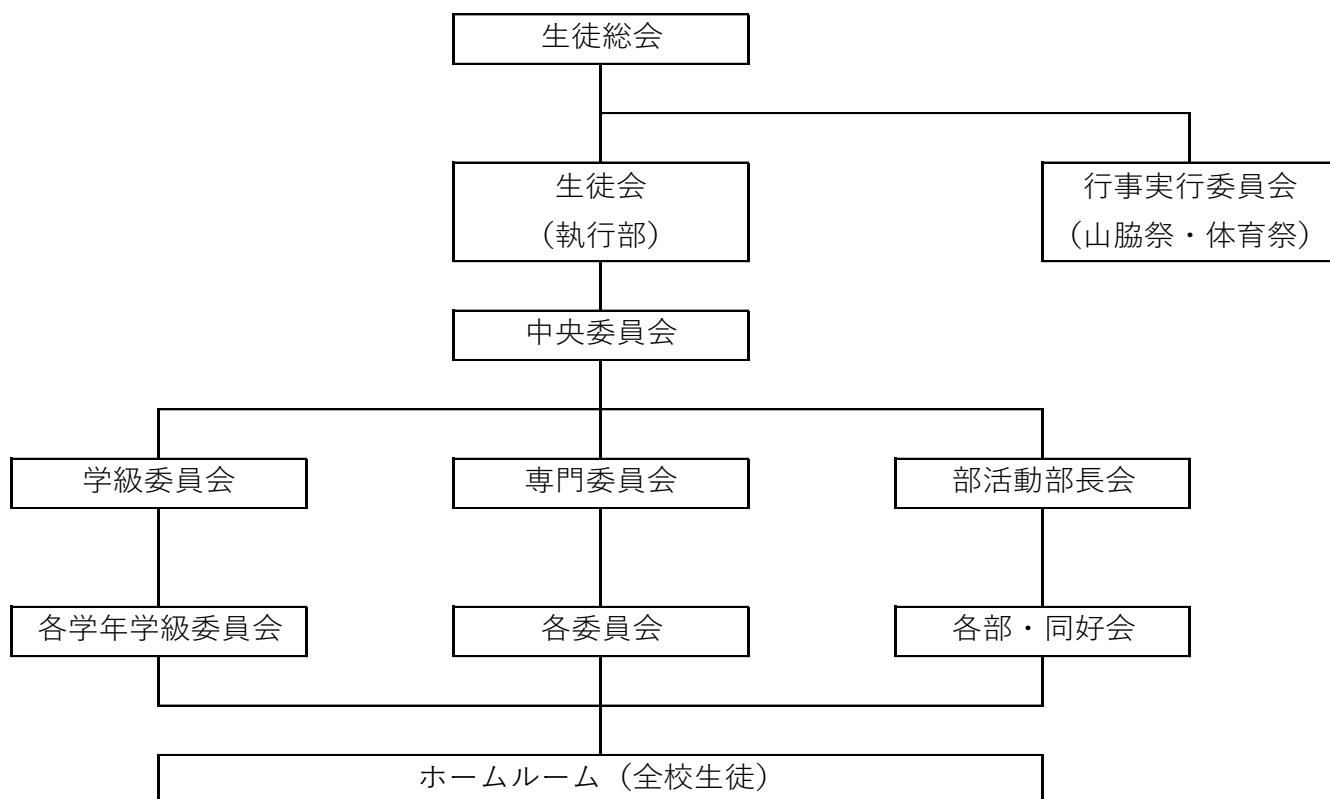 生徒総会
生徒会
（執行部）
行事実行委員会
（山脇祭・体育祭）
中央委員会
学級委員会
専門委員会
部活動部長会
各学年学級委員会
各委員会
各部・同好会
ホームルーム（全校生徒）